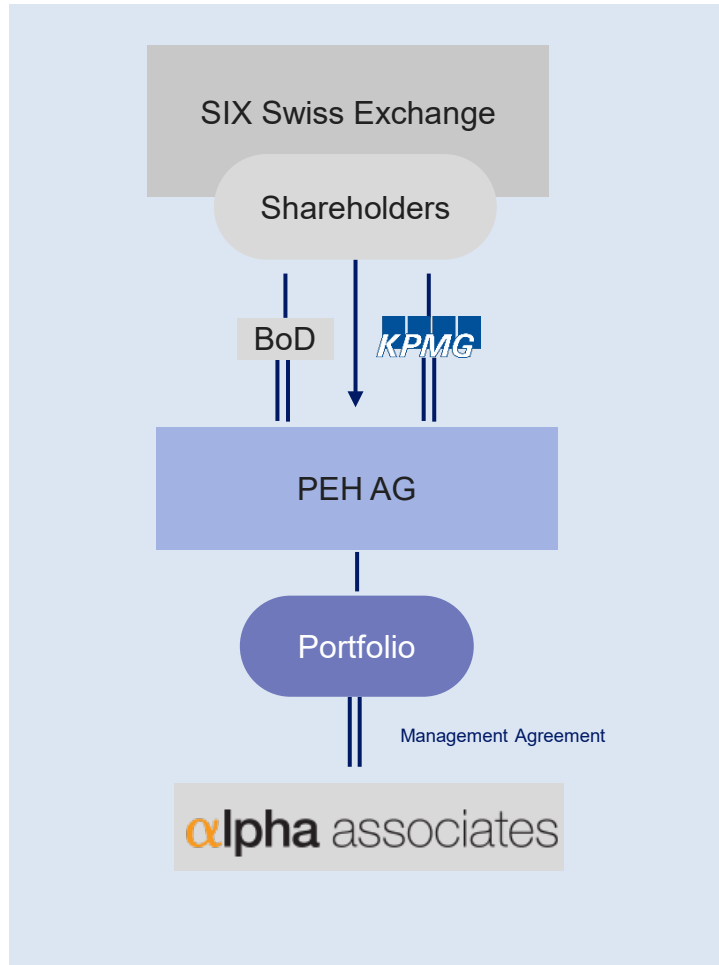 SIX Swiss Exchange
Shareholders
BoD
KPMG
PEH AG
Portfolio
Management Agreement
αlpha associates